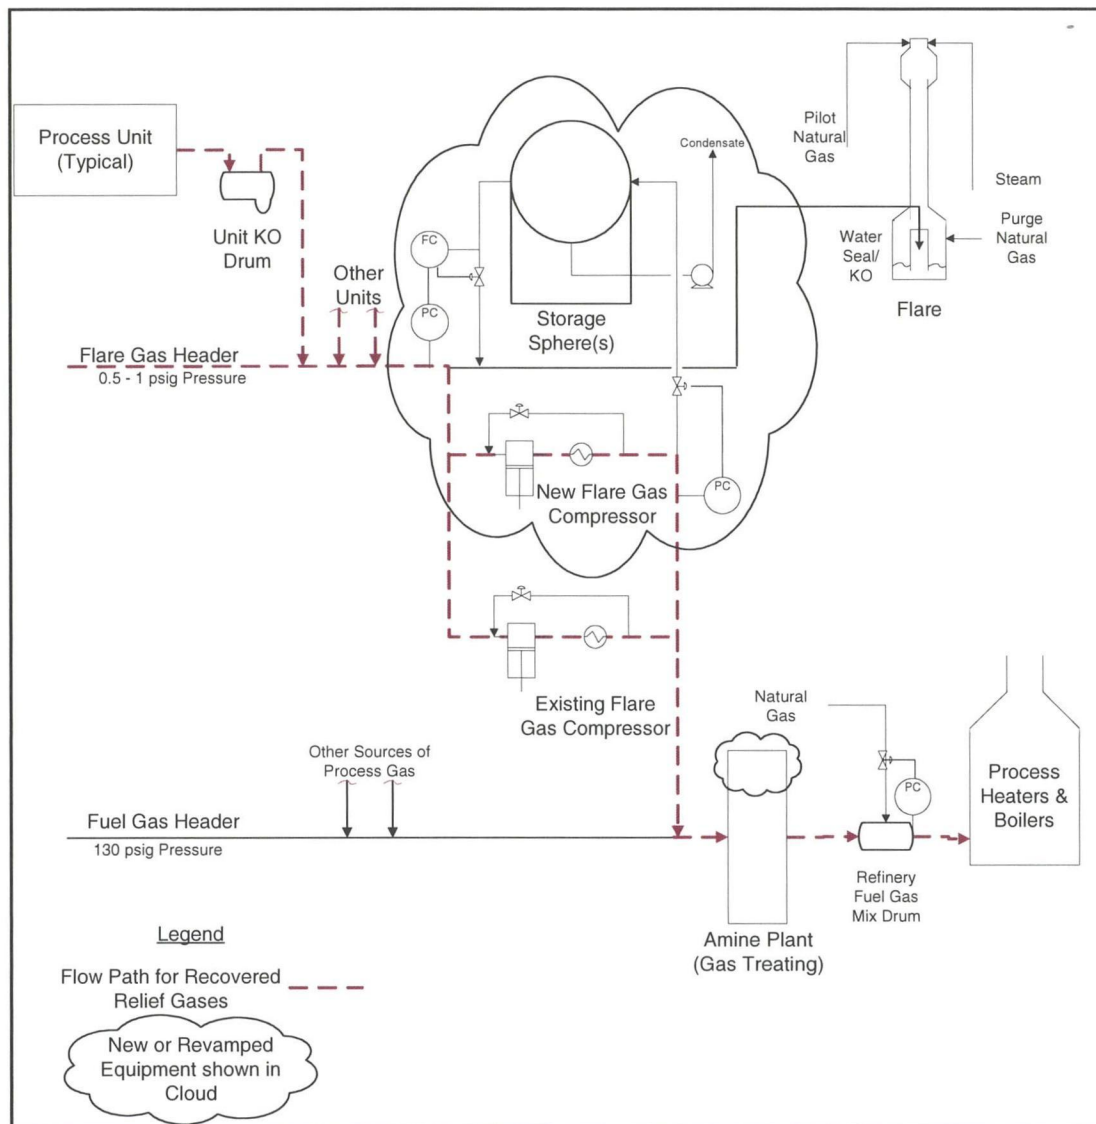 Process Unit
(Typical)
Unit KO
Drum
Other
Units
Flare Gas Header
0.5 - 1 psig Pressure
FC
PC
Storage
Sphere(s)
Condensate
Pilot
Natural
Gas
Steam
Water
Seal/
KO
Purge
Natural
Gas
Flare
New Flare Gas
Compressor
PC
Existing Flare
Gas Compressor
Other Sources of
Process Gas
Fuel Gas Header
130 psig Pressure
Natural
Gas
PC
Process
Heaters &
Boilers
Refinery
Fuel Gas
Mix Drum
Amine Plant
(Gas Treating)
Legend
Flow Path for Recovered
Relief Gases
New or Revamped
Equipment shown in
Cloud